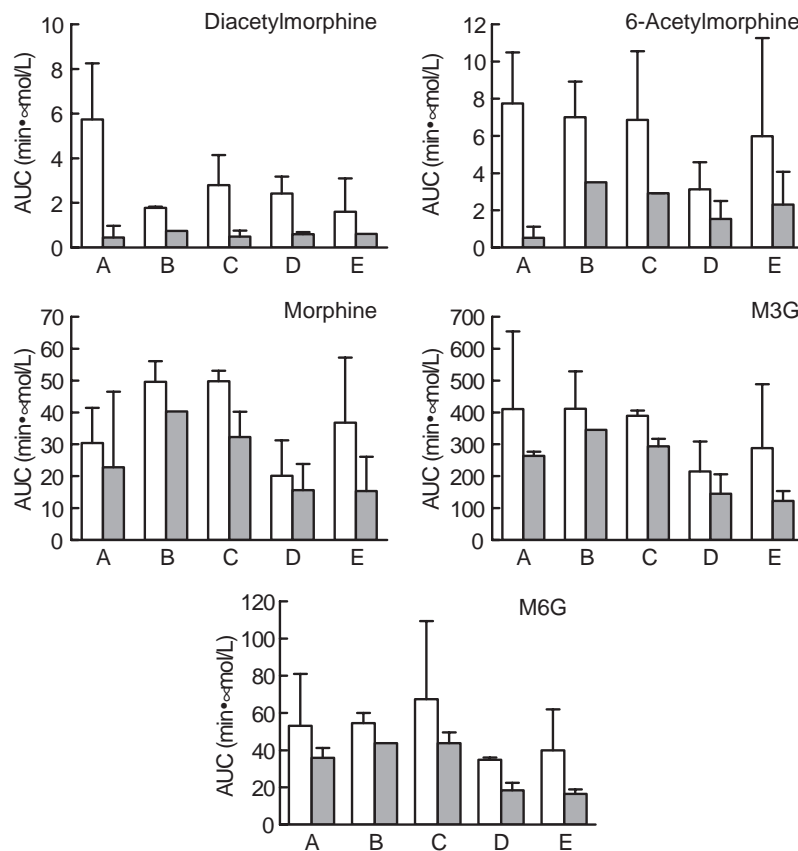 Diacetylmorphine
AUC (min•∝mol/L)
10
8
6
4
2
0
A B C D E
6-Acetylmorphine
AUC (min•∝mol/L)
12
10
8
6
4
2
0
A B C D E
Morphine
AUC (min•∝mol/L)
70
60
50
40
30
20
10
0
A B C D E
M3G
AUC (min•∝mol/L)
700
600
500
400
300
200
100
0
A B C D E
M6G
AUC (min•∝mol/L)
120
100
80
60
40
20
0
A B C D E